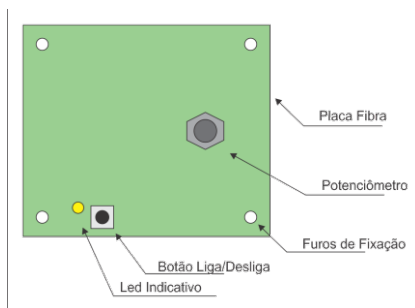 Placa Fibra
Potenciômetro
Furos de Fixação
Botão Liga/Desliga
Led Indicativo